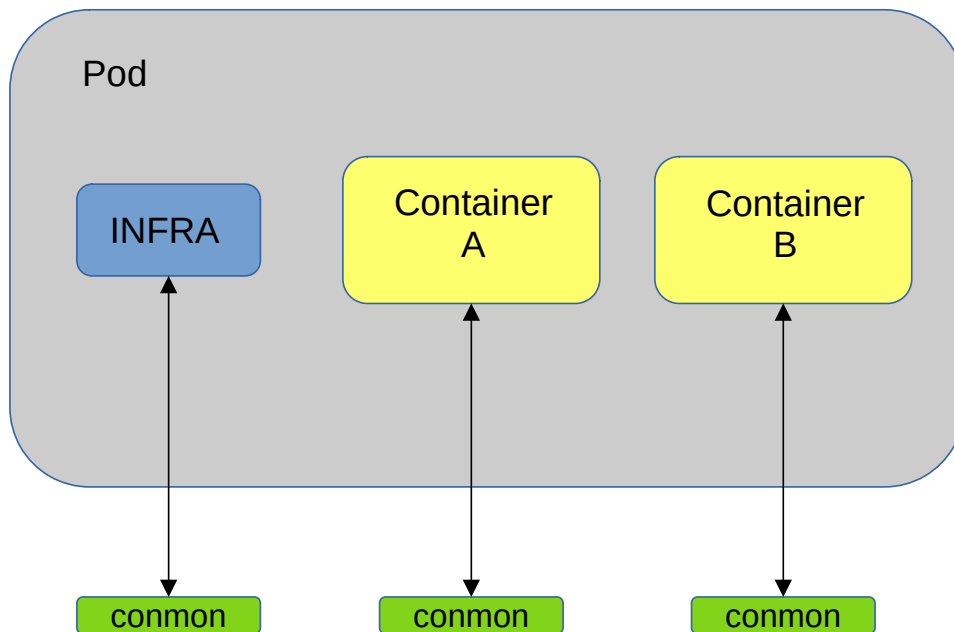 Pod
INFRA
Container
A
Container
B
conmon
conmon
conmon